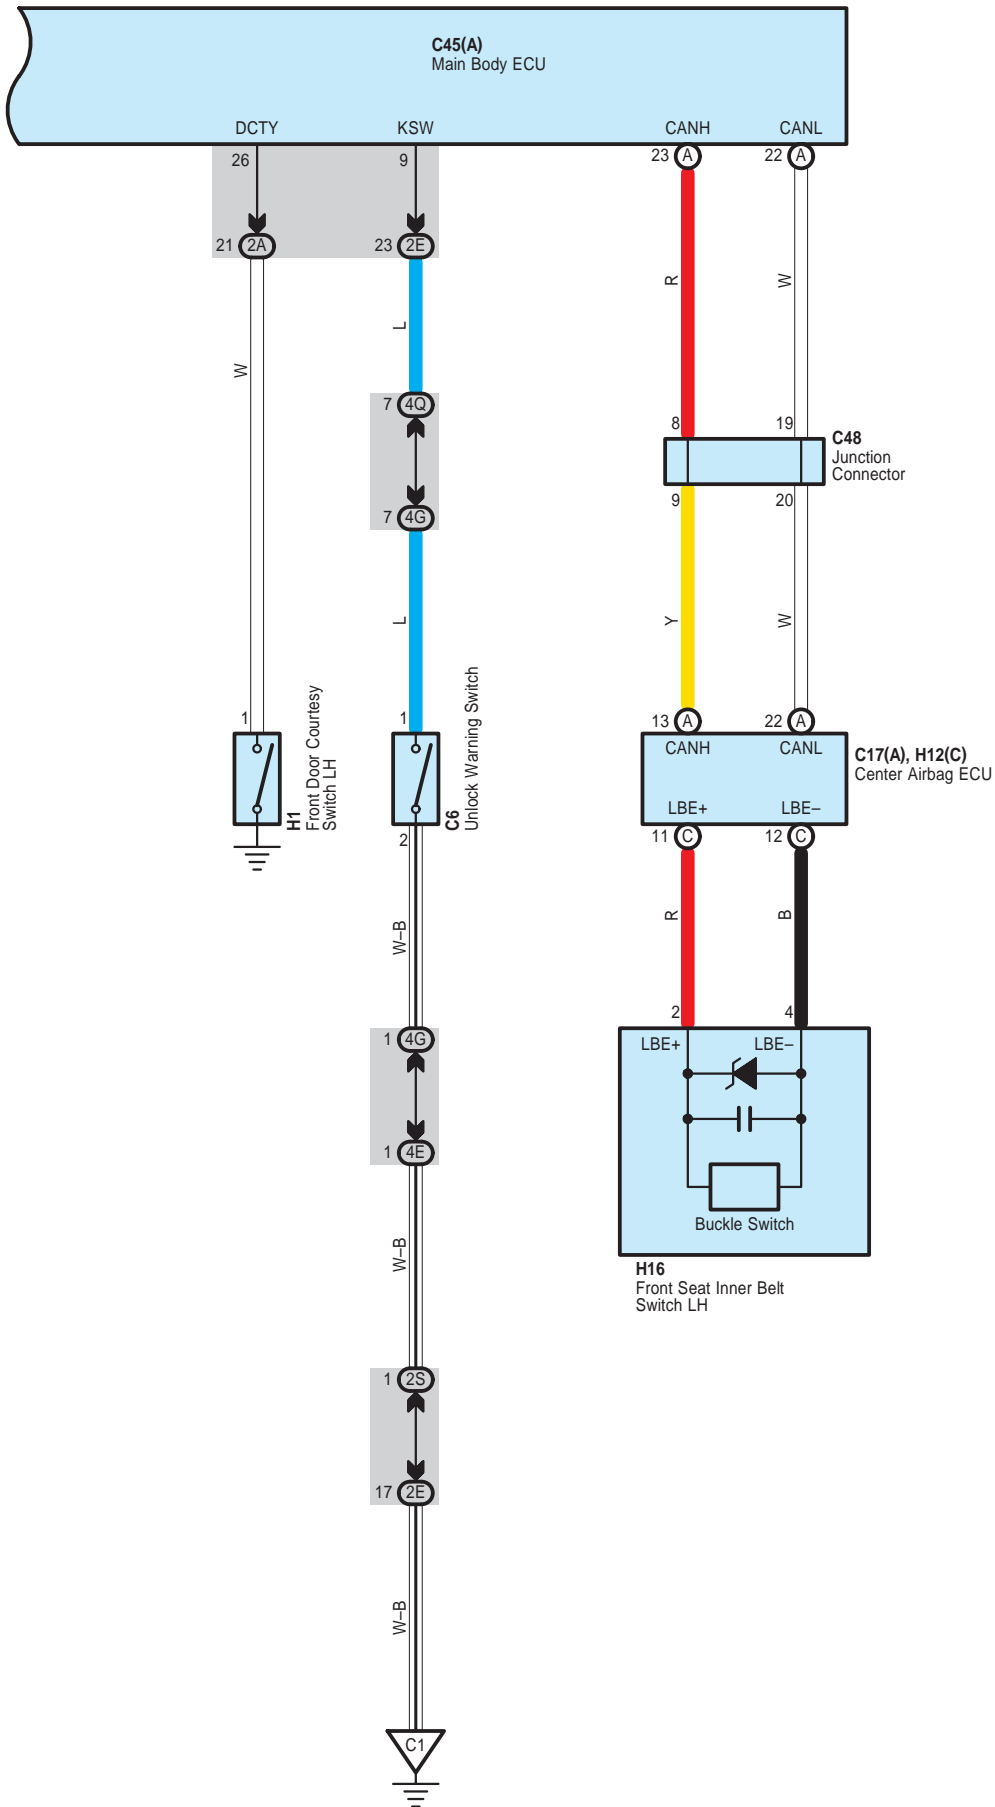 C45(A)
Main Body ECU
DCTY
KSW
CANH
CANL
26
9
23 A
22 A
21 2A
23 2E
R
W
L
W
7 4Q
8
19
C48
Junction
Connector
9
20
7 4G
L
Y
W
1
1
Front Door Courtesy
Switch LH
H1
Unlock Warning Switch
C6
13 A
22 A
CANH
CANL
C17(A), H12(C)
Center Airbag ECU
LBE+
LBE–
11 C
12 C
2
W–B
R
B
2
4
1 4G
LBE+
LBE–
1 4E
Buckle Switch
W–B
H16
Front Seat Inner Belt
Switch LH
1 2S
17 2E
W–B
C1